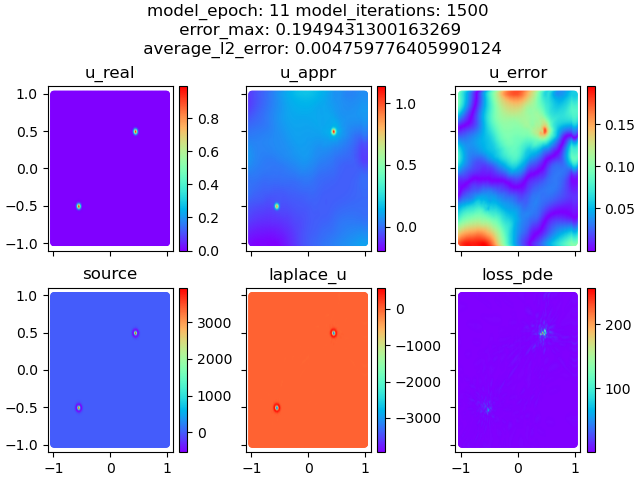 model_epoch: 11 model_iterations: 1500
error_max: 0.1949431300163269
average_l2_error: 0.004759776405990124
u_real
u_appr
u_error
1.0
0.5
0.0
−0.5
−1.0
0.8
0.6
0.4
0.2
0.0
1.0
0.5
0.0
0.15
0.10
0.05
source
laplace_u
loss_pde
1.0
0.5
0.0
−0.5
−1.0
3000
2000
1000
0
0
−1000
−2000
−3000
200
100
−1 0 1
−1 0 1
−1 0 1